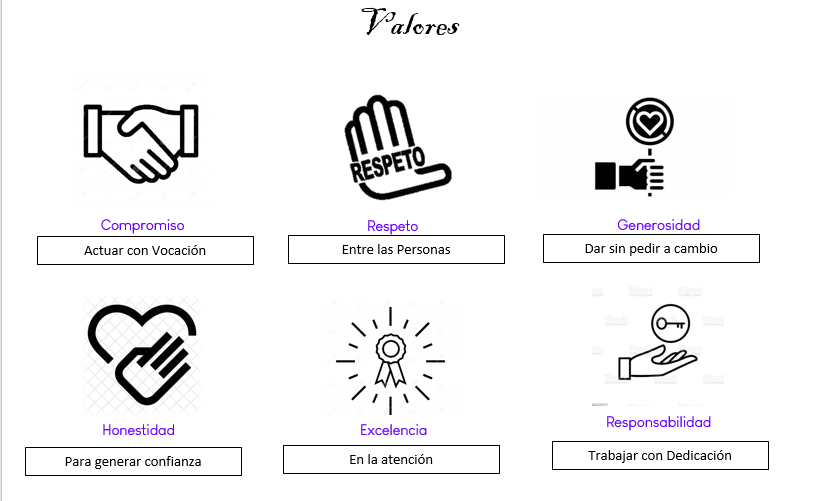 Valores
RESPETO
Compromiso
Respeto
Generosidad
Actuar con Vocación
Entre las Personas
Dar sin pedir a cambio
Honestidad
Excelencia
Responsabilidad
Para generar confianza
En la atención
Trabajar con Dedicación